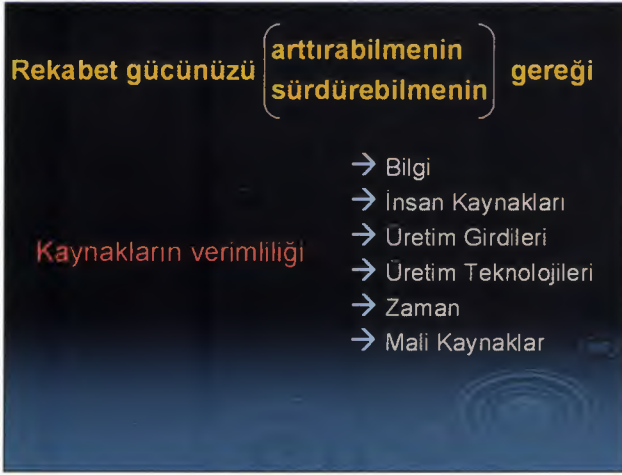 Rekabet gücünüzü arttırabilmenin sürdürebilmenin gereği
Kaynakların verimliliği
→ Bilgi
→ İnsan Kaynakları
→ Üretim Girdileri
→ Üretim Teknolojileri
→ Zaman
→ Mali Kaynaklar